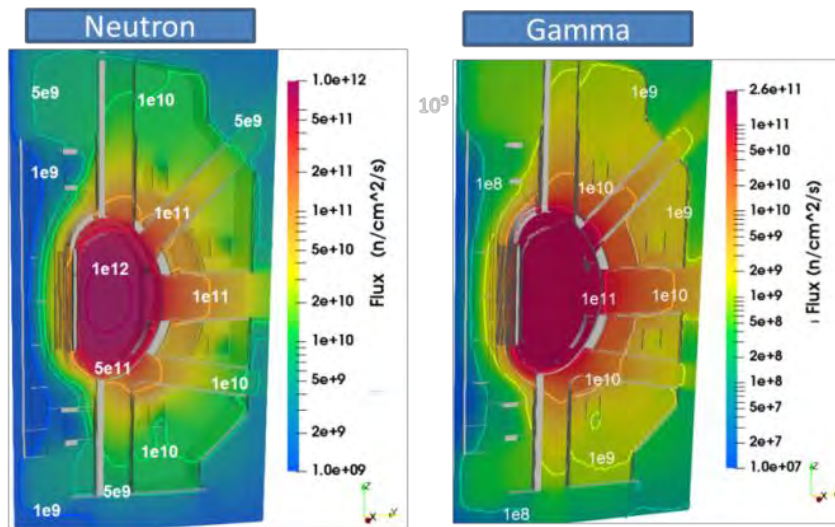 Neutron
Gamma
5e9
1e10
5e9
1e9
1e11
1e12
1e11
5e11
1e10
1e10
5e9
1e9
1.0e+12
5e+11
2e+11
1e+11
5e+10
2e+10
1e+10
5e+9
2e+9
1.0e+09
Flux (n/cm^2/s)
Z
X Y
10⁹
1e9
1e8
1e10
1e9
1e11
1e10
1e10
1e9
1e8
2.6e+11
1e+11
5e+10
2e+10
1e+10
5e+9
2e+9
1e+9
5e+8
2e+8
1e+8
5e+7
2e+7
1.0e+07
Flux (n/cm^2/s)
Z
X